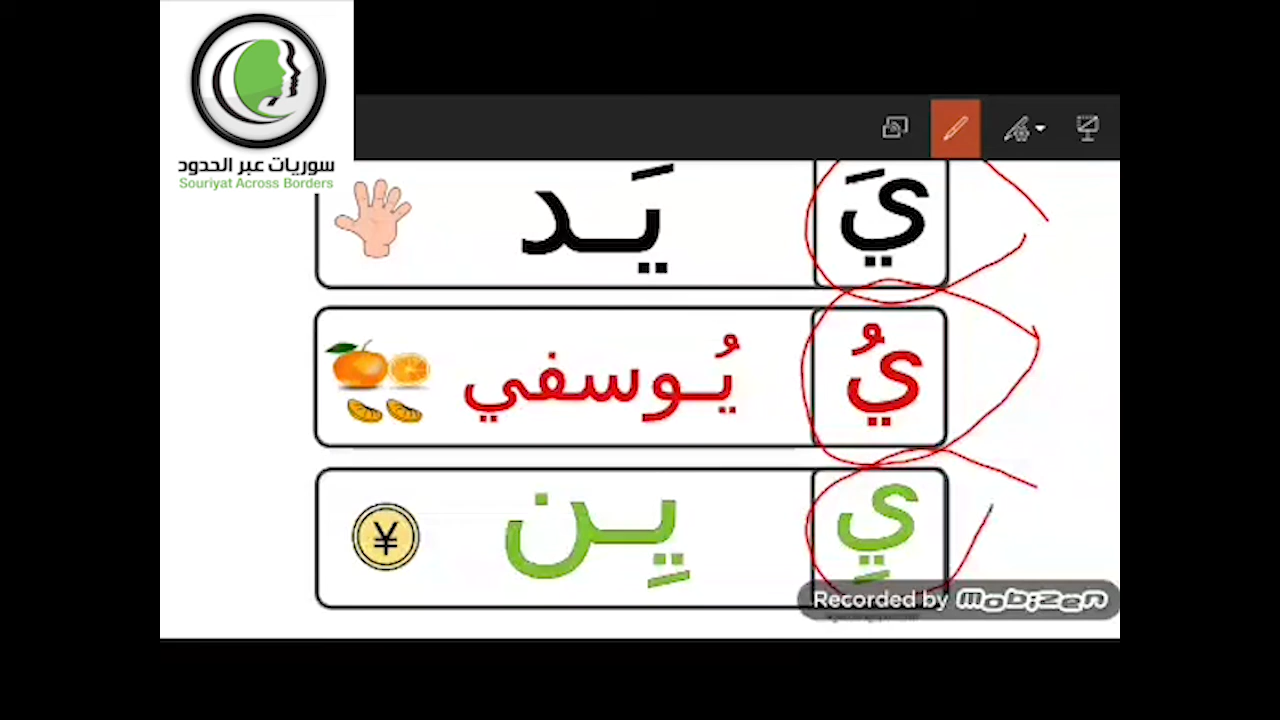 سوريات عبر الحدود
Souriyat Across Borders
يَ
يَـد
يُ
يُـوسفي
يِ
يِـن
¥
Recorded by Mobizen